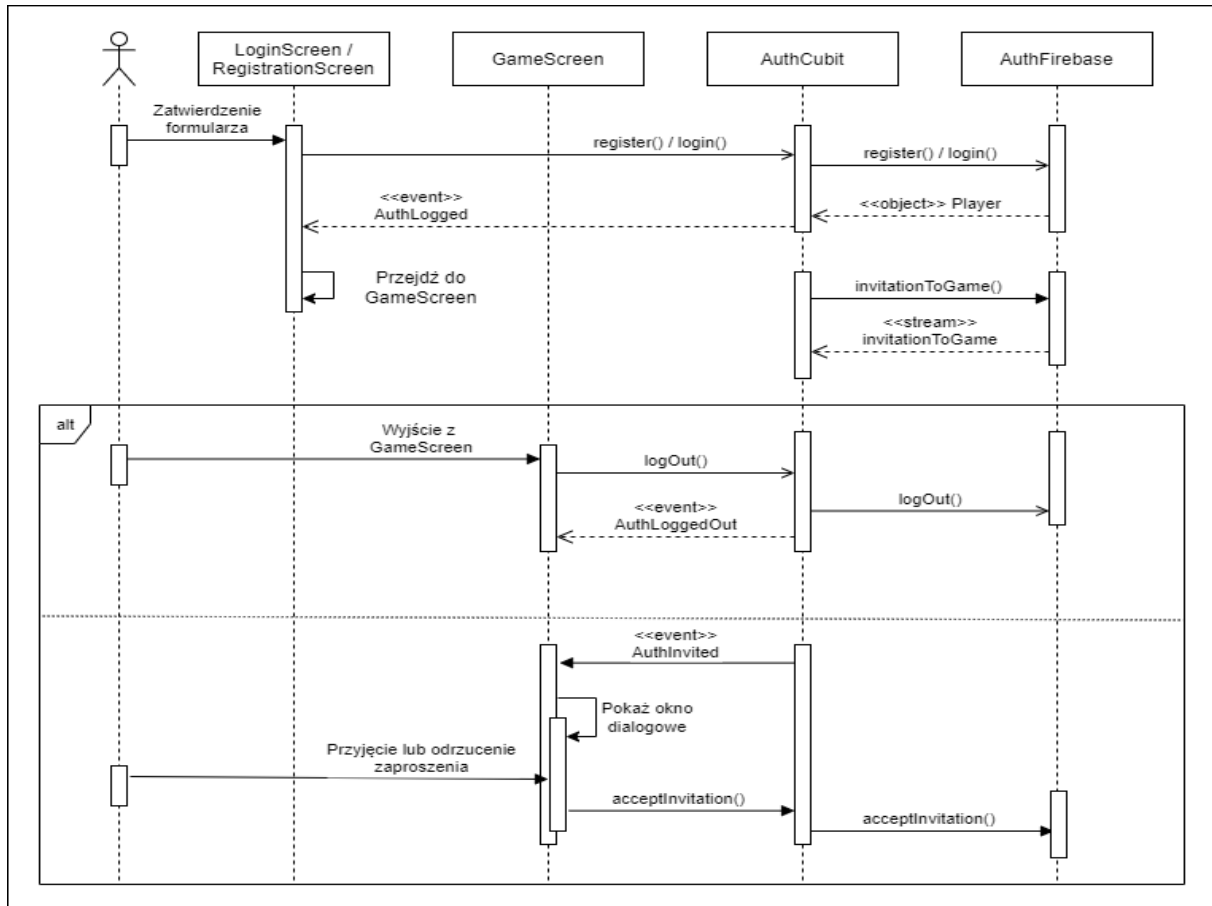 LoginScreen /
RegistrationScreen
GameScreen
AuthCubit
AuthFirebase
Zatwierdzenie
formularza
register() / login()
register() / login()
<<event>>
AuthLogged
<<object>> Player
Przejdź do
GameScreen
invitationToGame()
<<stream>>
invitationToGame
alt
Wyjście z
GameScreen
logOut()
logOut()
<<event>>
AuthLoggedOut
<<event>>
AuthInvited
Pokaż okno
dialogowe
Przyjęcie lub odrzucenie
zaproszenia
acceptInvitation()
acceptInvitation()